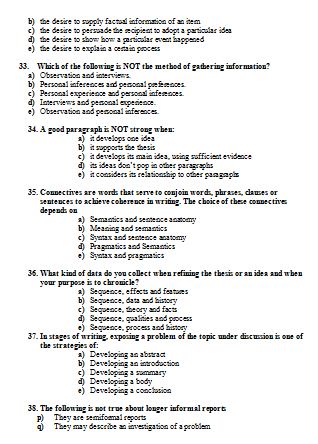 b) the desire to supply factual information of an item
c) the desire to persuade the recipient to adopt a particular idea
d) the desire to show how a particular event happened
e) the desire to explain a certain process
33. Which of the following is NOT the method of gathering information?
a) Observation and interviews.
b) Personal inferences and personal preferences.
c) Personal experience and personal inferences.
d) Interviews and personal experience.
e) Observation and personal inferences.
34. A good paragraph is NOT strong when:
a) it develops one idea
b) it supports the thesis
c) it develops its main idea, using sufficient evidence
d) its ideas don't pop in other paragraphs
e) it considers its relationship to other paragraphs
35. Connectives are words that serve to conjoin words, phrases, clauses or
sentences to achieve coherence in writing. The choice of these connectives
depends on
a) Semantics and sentence anatomy
b) Meaning and semantics
c) Syntax and sentence anatomy
d) Pragmatics and Semantics
e) Syntax and pragmatics
36. What kind of data do you collect when refining the thesis or an idea and when
your purpose is to chronicle?
a) Sequence, effects and features
b) Sequence, data and history
c) Sequence, theory and facts
d) Sequence, qualities and process
e) Sequence, process and history
37. In stages of writing, exposing a problem of the topic under discussion is one of
the strategies of:
a) Developing an abstract
b) Developing an introduction
c) Developing a summary
d) Developing a body
e) Developing a conclusion
38. The following is not true about longer informal report:
p) They are semiformal reports
q) They may describe an investigation of a problem